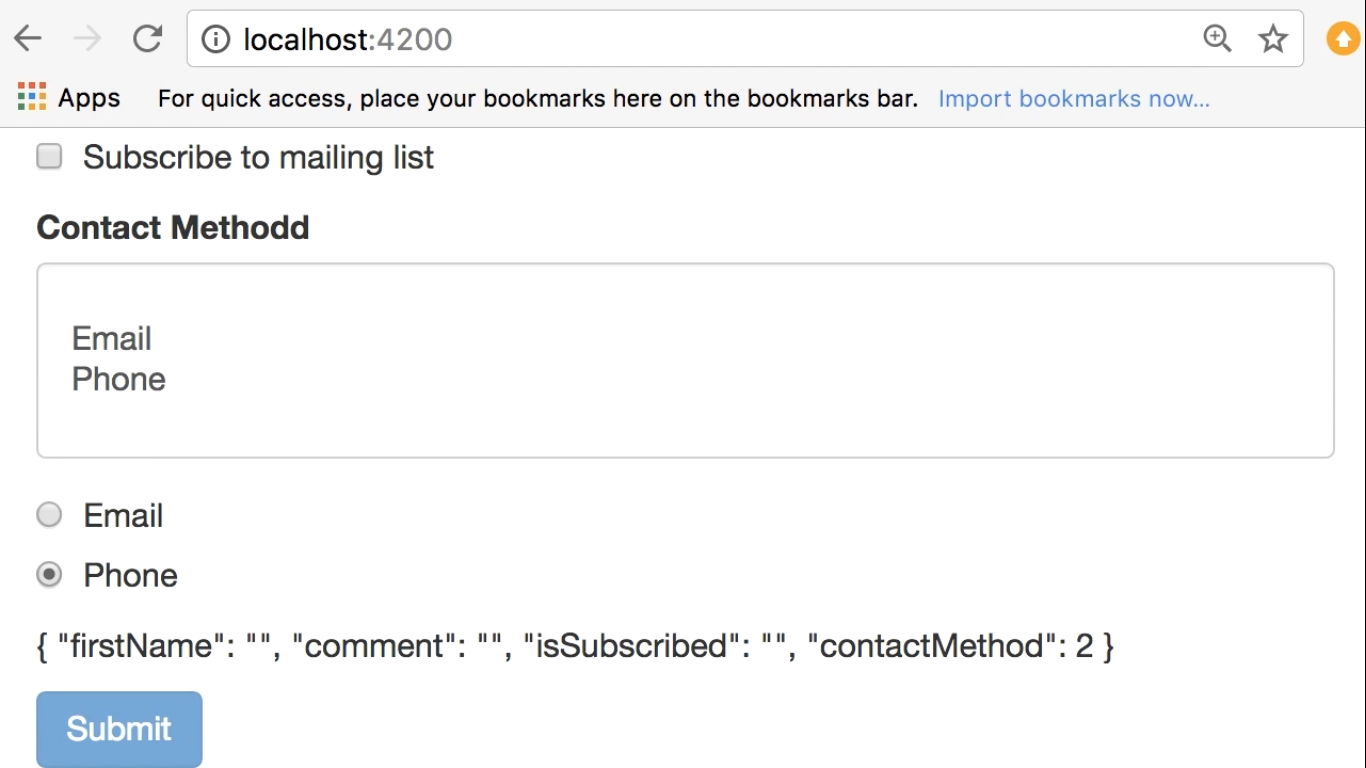 localhost:4200
Apps For quick access, place your bookmarks here on the bookmarks bar. Import bookmarks now...
Subscribe to mailing list
Contact Methodd
Email
Phone
Email
Phone
{ "firstName": "", "comment": "", "isSubscribed": "", "contactMethod": 2 }
Submit